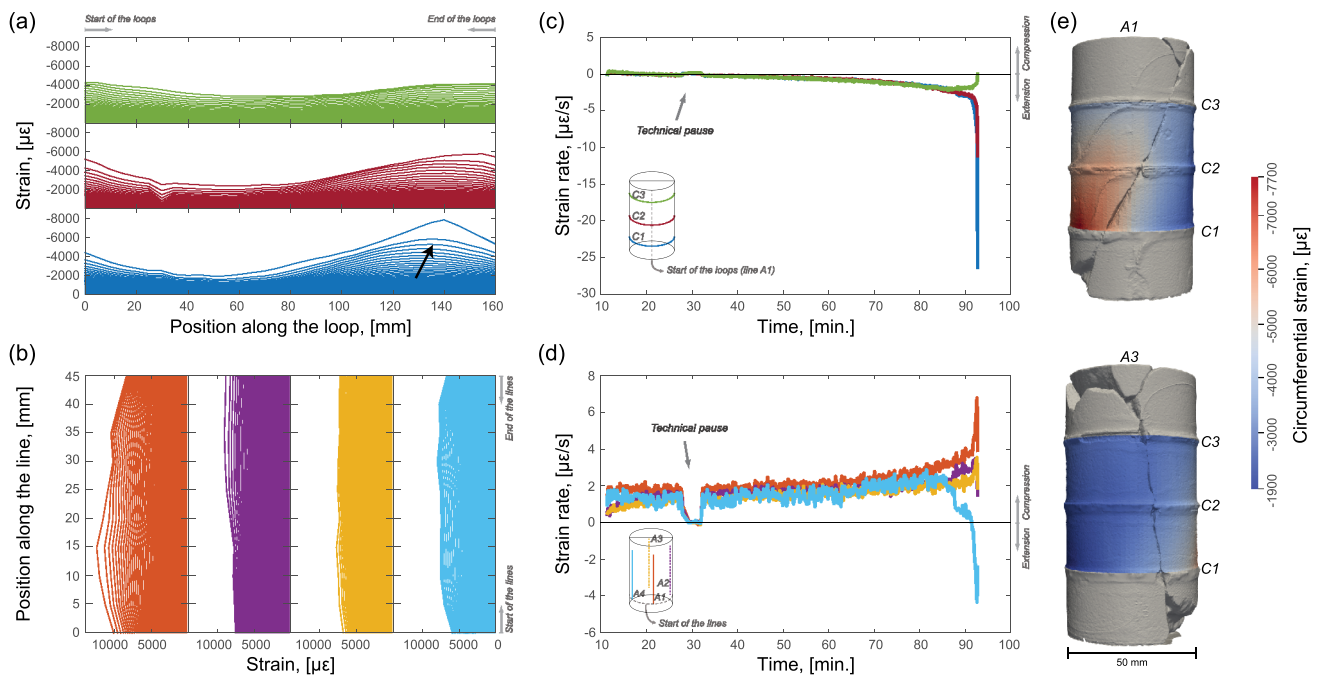 (a)
Start of the loops
End of the loops
-8000
-6000
-4000
-2000
-8000
-6000
-4000
-2000
-8000
-6000
-4000
-2000
0
Strain, [µε]
0 20 40 60 80 100 120 140 160
Position along the loop, [mm]
(b)
45
40
35
30
25
20
15
10
5
0
Position along the line, [mm]
End of the lines
Start of the lines
10000 5000 10000 5000 10000 5000 10000 5000 0
Strain, [µε]
(c)
5
0
-5
-10
-15
-20
-25
-30
Strain rate, [µε/s]
Compression
Extension
Technical pause
C3
C2
C1
Start of the loops (line A1)
10 20 30 40 50 60 70 80 90 100
Time, [min.]
(d)
8
6
4
2
0
-2
-4
-6
Strain rate, [µε/s]
Compression
Extension
Technical pause
A3
A2
A4
A1
Start of the lines
10 20 30 40 50 60 70 80 90 100
Time, [min.]
(e)
A1
C3
C2
C1
A3
C3
C2
C1
50 mm
-7700
-7000
-6000
-5000
-4000
-3000
-1900
Circumferential strain, [µε]